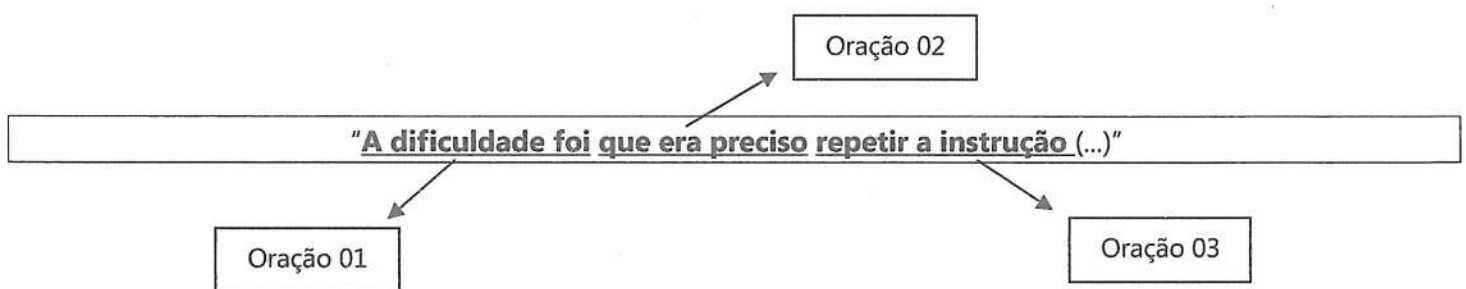 Oração 02
"A dificuldade foi que era preciso repetir a instrução (...)"
Oração 01
Oração 03